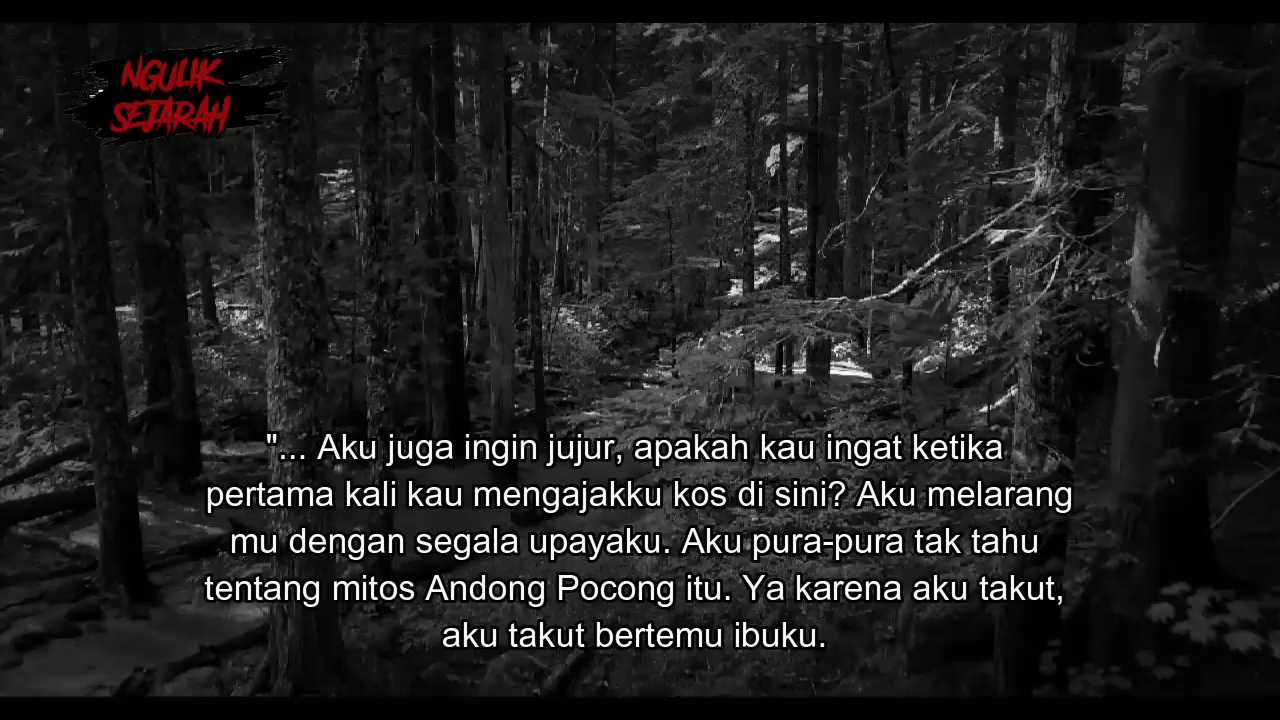 NGULIK
SEJARAH
"... Aku juga ingin jujur, apakah kau ingat ketika
pertama kali kau mengajakku kos di sini? Aku melarang
mu dengan segala upayaku. Aku pura-pura tak tahu
tentang mitos Andong Pocong itu. Ya karena aku takut,
aku takut bertemu ibuku.